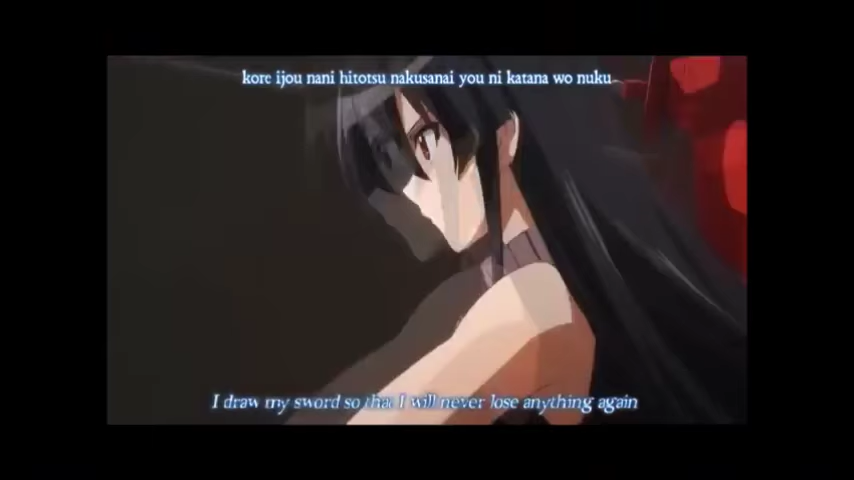 kore ijou nani hitotsu nakusanai you ni katana wo nuku
I draw my sword so that I will never lose anything again